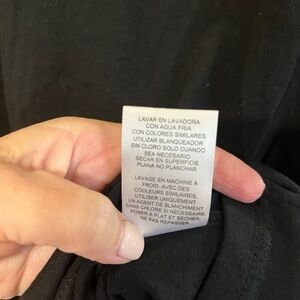 LAVAR EN LAVADORA
CON AGUA FRIA
CON COLORES SIMILARES
UTILIZAR BLANQUEADOR
SIN CLORO SOLO CUANDO
SEA NECESARIO
SECAR EN SUPERFICIE
PLANA NO PLANCHAR
LAVAGE EN MACHINE À
FROID, AVEC DES
COULEURS SIMILAIRES,
UTILISER UNIQUEMENT
UN AGENT DE BLANCHIMENT
SANS CHLORE SI NÉCESSAIRE.
POSER À PLAT ET SÉCHER.
NE PAS REPASSER